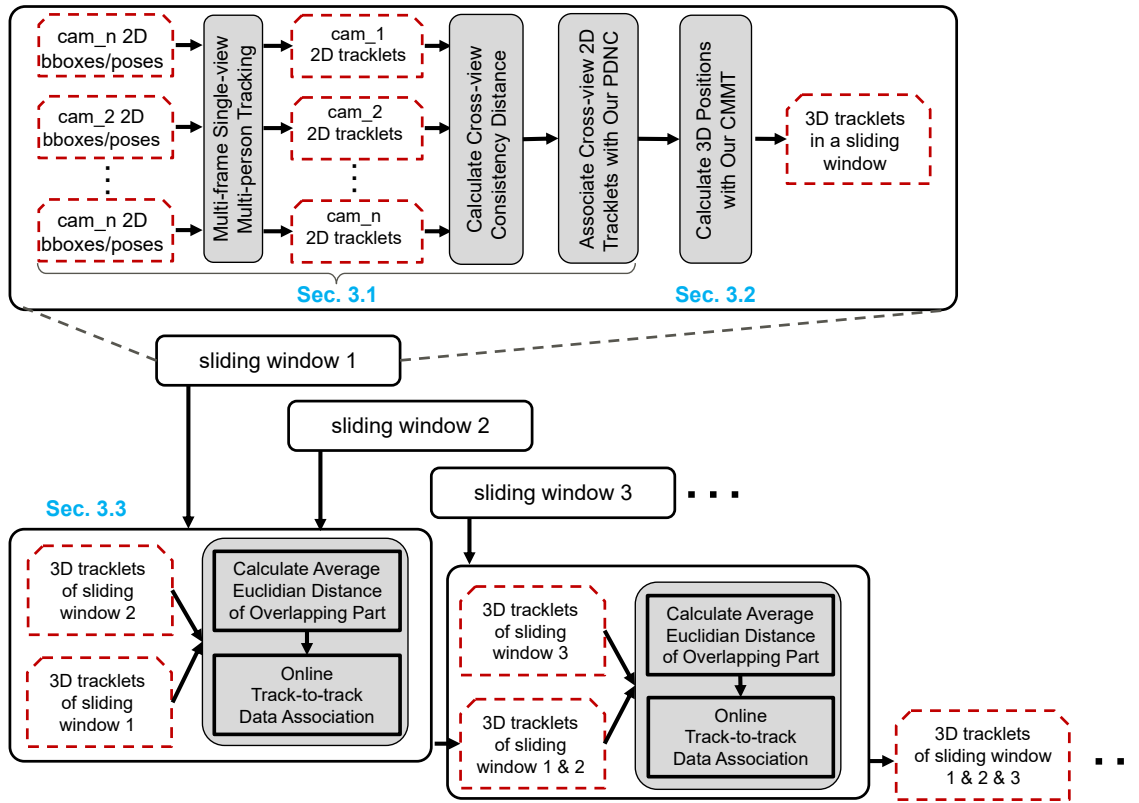 cam_n 2D
bboxes/poses
cam_2 2D
bboxes/poses
cam_n 2D
bboxes/poses
Multi-frame Single-view
Multi-person Tracking
cam_1
2D tracklets
cam_2
2D tracklets
cam_n
2D tracklets
Calculate Cross-view
Consistency Distance
Associate Cross-view 2D
Tracklets with Our PDNC
Calculate 3D Positions
with Our CMMT
3D tracklets
in a sliding
window
Sec. 3.1
Sec. 3.2
sliding window 1
sliding window 2
sliding window 3
Sec. 3.3
3D tracklets
of sliding
window 2
3D tracklets
of sliding
window 1
Calculate Average
Euclidian Distance
of Overlapping Part
Online
Track-to-track
Data Association
3D tracklets
of sliding
window 3
3D tracklets
of sliding
window 1 & 2
Calculate Average
Euclidian Distance
of Overlapping Part
Online
Track-to-track
Data Association
3D tracklets
of sliding window
1 & 2 & 3